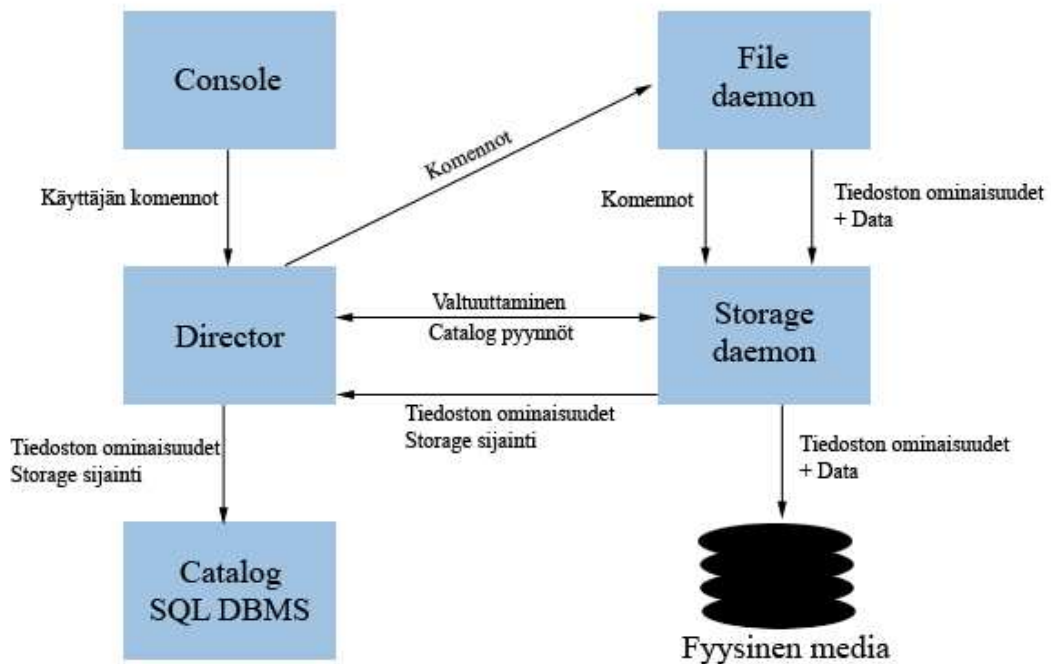 Console
File
daemon
Käyttäjän komennot
Komennot
Komennot
Tiedoston ominaisuudet
+ Data
Director
Valtuuttaminen
Catalog pyynnöt
Storage
daemon
Tiedoston ominaisuudet
Storage sijainti
Tiedoston ominaisuudet
Storage sijainti
Tiedoston ominaisuudet
+ Data
Catalog
SQL DBMS
Fyysinen media